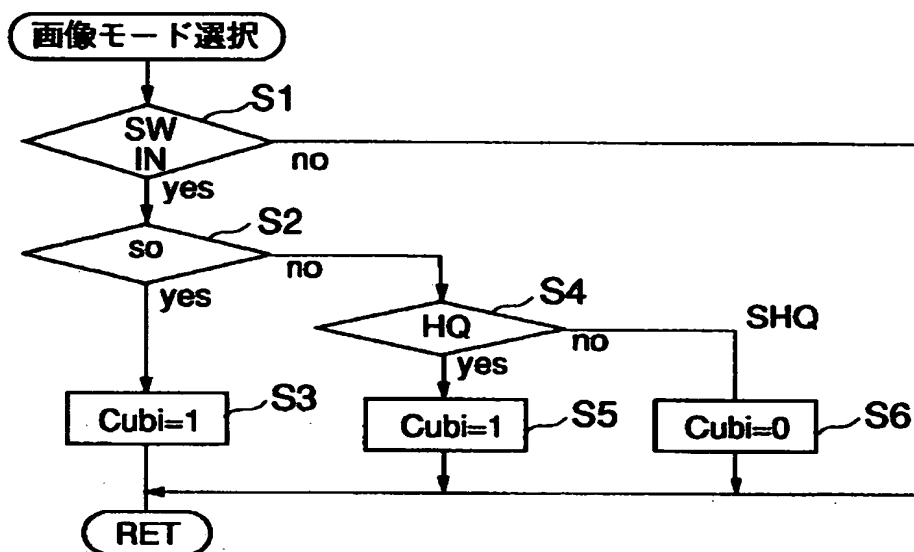 画像モード選択
S1
SW
IN
no
yes
S2
so
no
yes
S4
SHQ
HQ
no
yes
S3
Cubi=1
S5
Cubi=1
S6
Cubi=0
RET